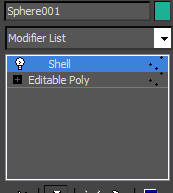 Sphere001
Modifier List
Shell
Editable Poly